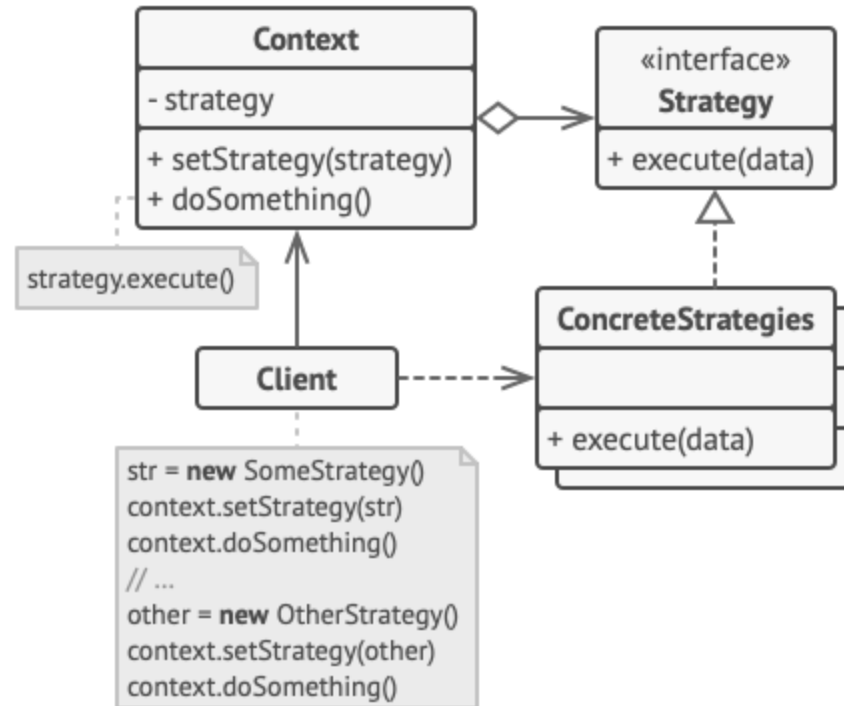 Context
- strategy
+ setStrategy(strategy)
+ doSomething()
«interface»
Strategy
+ execute(data)
strategy.execute()
Client
ConcreteStrategies
+ execute(data)
str = new SomeStrategy()
context.setStrategy(str)
context.doSomething()
// ...
other = new OtherStrategy()
context.setStrategy(other)
context.doSomething()